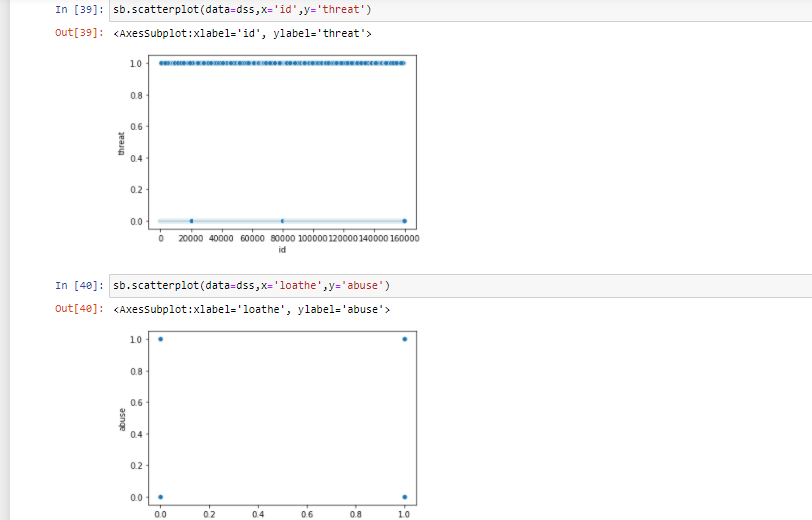 In [39]: sb.scatterplot(data=dss,x='id',y='threat')
Out[39]: <AxesSubplot:xlabel='id', ylabel='threat'>
1.0
0.8
0.6
threat
0.4
0.2
0.0
0 20000 40000 60000 80000 100000 120000 140000 160000
id
In [40]: sb.scatterplot(data=dss,x='loathe',y='abuse')
Out[40]: <AxesSubplot:xlabel='loathe', ylabel='abuse'>
1.0
0.8
0.6
abuse
0.4
0.2
0.0
0.0 0.2 0.4 0.6 0.8 1.0